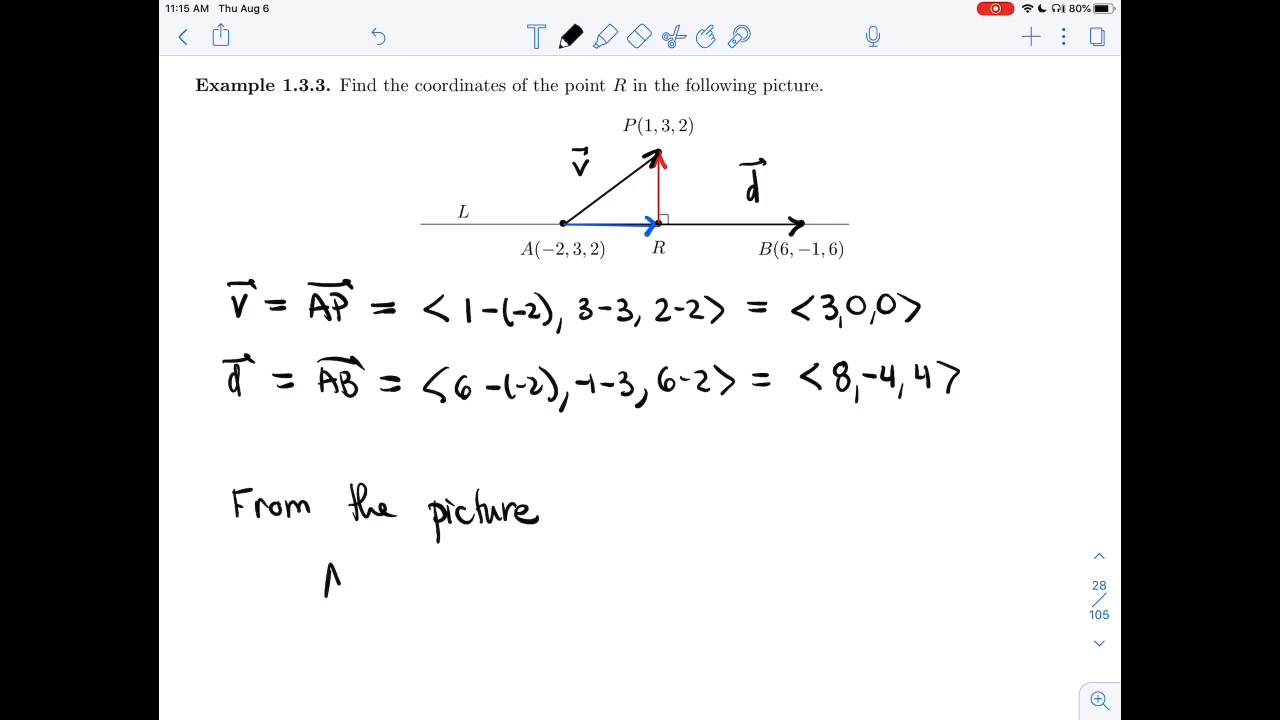 11:15 AM Thu Aug 6
80%
Example 1.3.3. Find the coordinates of the point R in the following picture.
P(1, 3, 2)
v⃗
d⃗
L
A(−2, 3, 2)
R
B(6, −1, 6)
v⃗ = AP⃗ = < 1-(-2), 3-3, 2-2 > = < 3, 0, 0 >
d⃗ = AB⃗ = < 6-(-2), -1-3, 6-2 > = < 8, -4, 4 >
From the picture
28
/
105